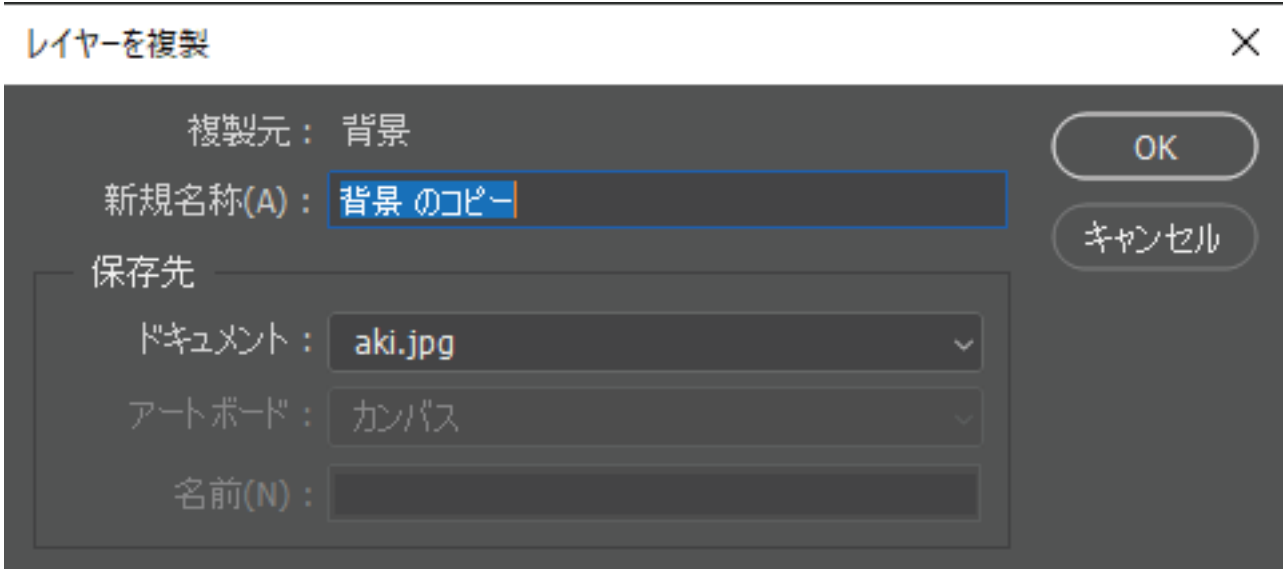 レイヤーを複製
複製元： 背景
OK
新規名称(A)： 背景 のコピー
キャンセル
保存先
ドキュメント： aki.jpg
アートボード： カンバス
名前(N)：